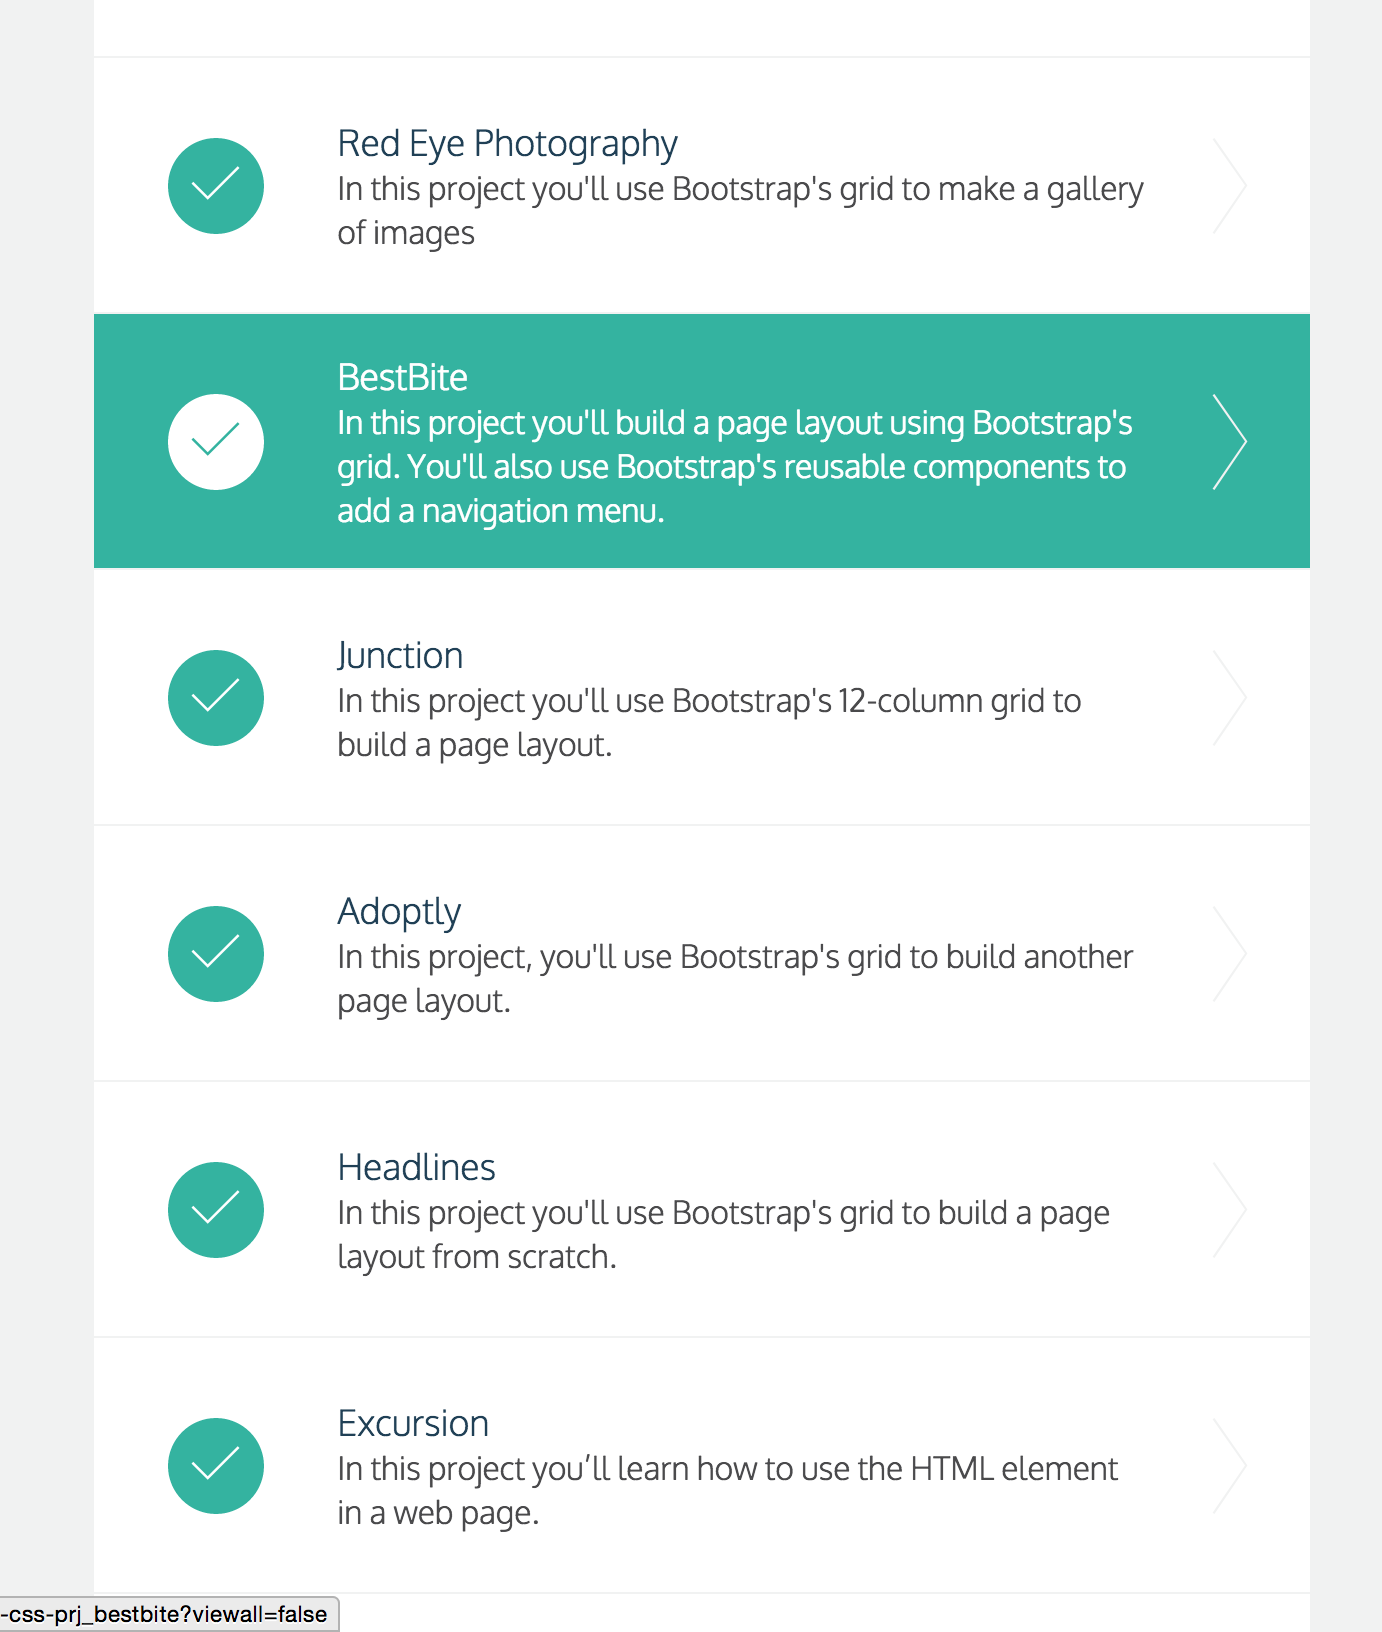 Red Eye Photography
In this project you'll use Bootstrap's grid to make a gallery
of images
BestBite
In this project you'll build a page layout using Bootstrap's
grid. You'll also use Bootstrap's reusable components to
add a navigation menu.
Junction
In this project you'll use Bootstrap's 12-column grid to
build a page layout.
Adoptly
In this project, you'll use Bootstrap's grid to build another
page layout.
Headlines
In this project you'll use Bootstrap's grid to build a page
layout from scratch.
Excursion
In this project you’ll learn how to use the HTML element
in a web page.
-css-prj_bestbite?viewall=false